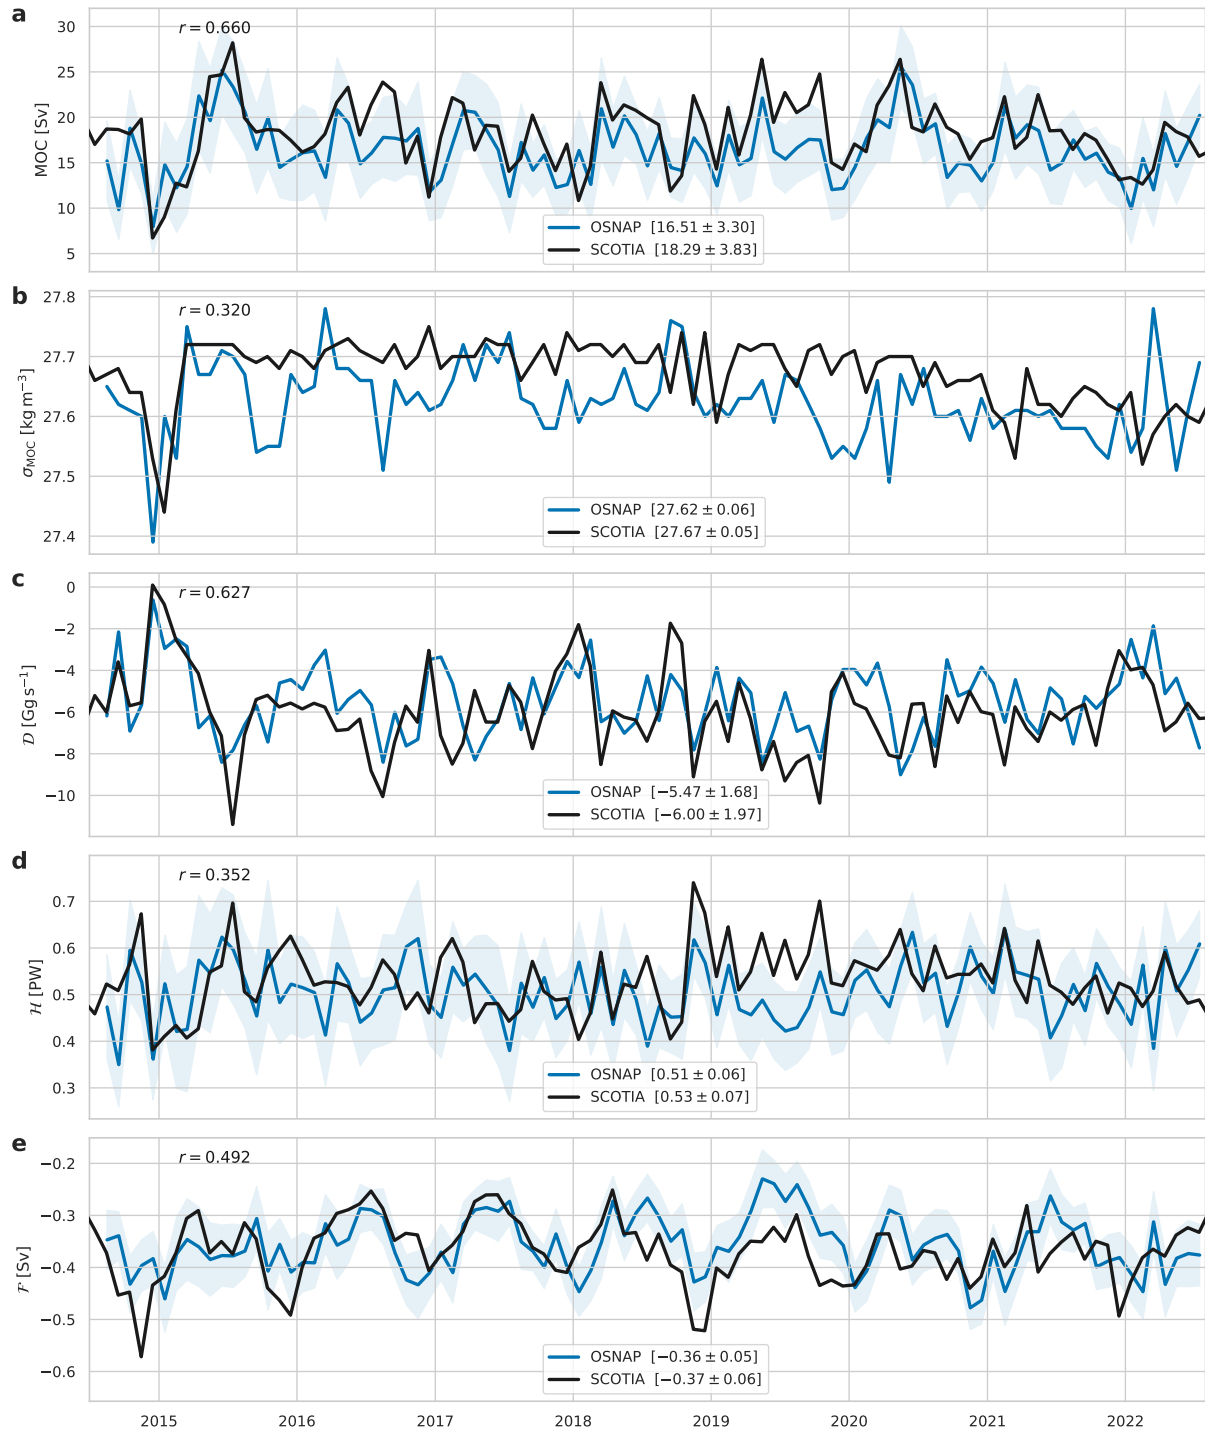 a
r = 0.660
30
25
20
15
10
5
MOC [Sv]
OSNAP [16.51 ± 3.30]
SCOTIA [18.29 ± 3.83]
b
r = 0.320
27.8
27.7
27.6
27.5
27.4
σMOC [kg m−3]
OSNAP [27.62 ± 0.06]
SCOTIA [27.67 ± 0.05]
c
r = 0.627
0
−2
−4
−6
−8
−10
𝒟 [Gg s−1]
OSNAP [−5.47 ± 1.68]
SCOTIA [−6.00 ± 1.97]
d
r = 0.352
0.7
0.6
0.5
0.4
0.3
ℋ [PW]
OSNAP [0.51 ± 0.06]
SCOTIA [0.53 ± 0.07]
e
r = 0.492
−0.2
−0.3
−0.4
−0.5
−0.6
ℱ [Sv]
OSNAP [−0.36 ± 0.05]
SCOTIA [−0.37 ± 0.06]
2015 2016 2017 2018 2019 2020 2021 2022